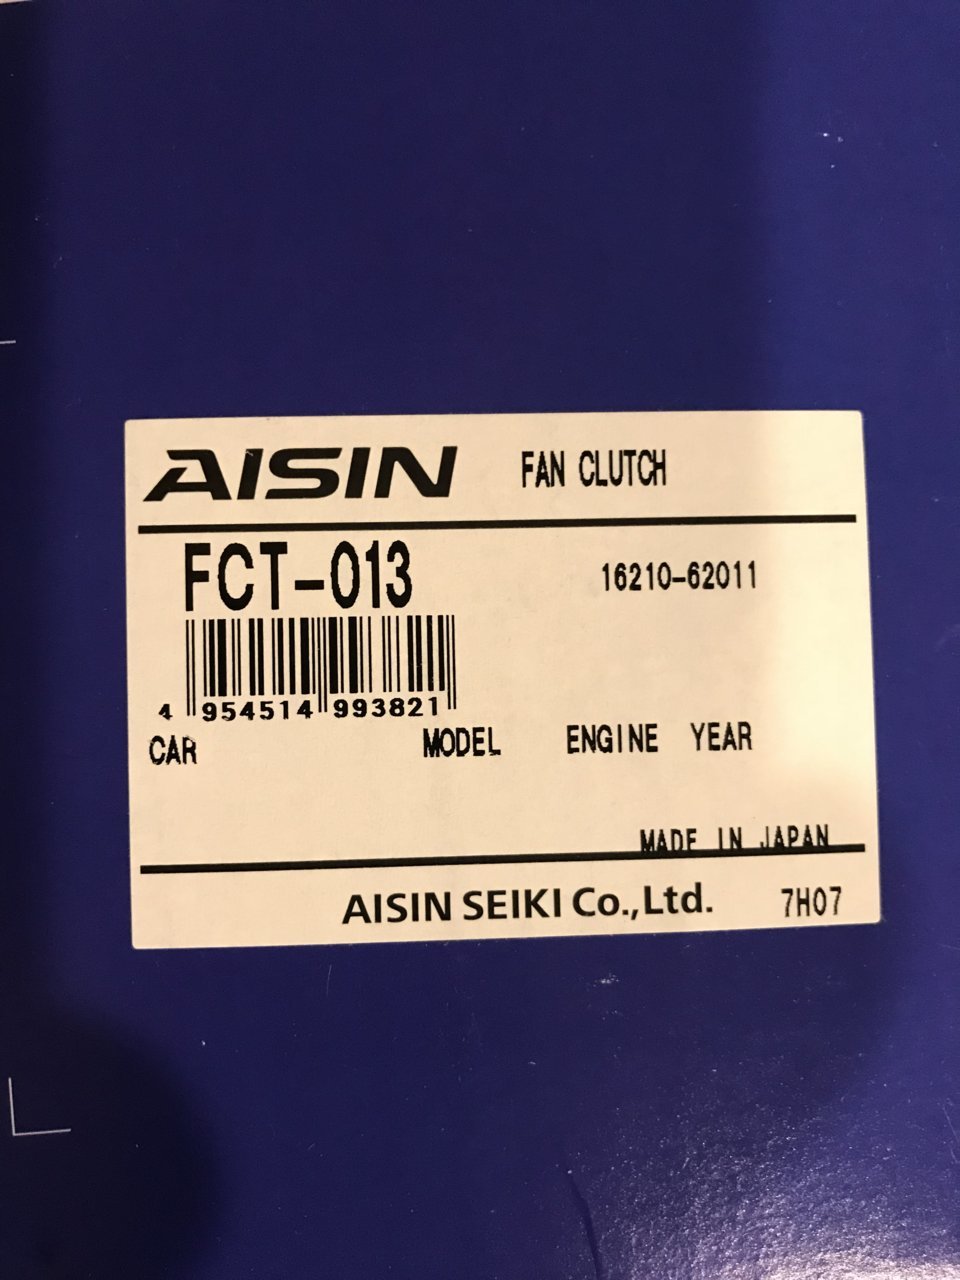 AISIN FAN CLUTCH
FCT-013 16210-62011
4 954514 993821
CAR MODEL ENGINE YEAR
MADE IN JAPAN
AISIN SEIKI Co.,Ltd. 7H07